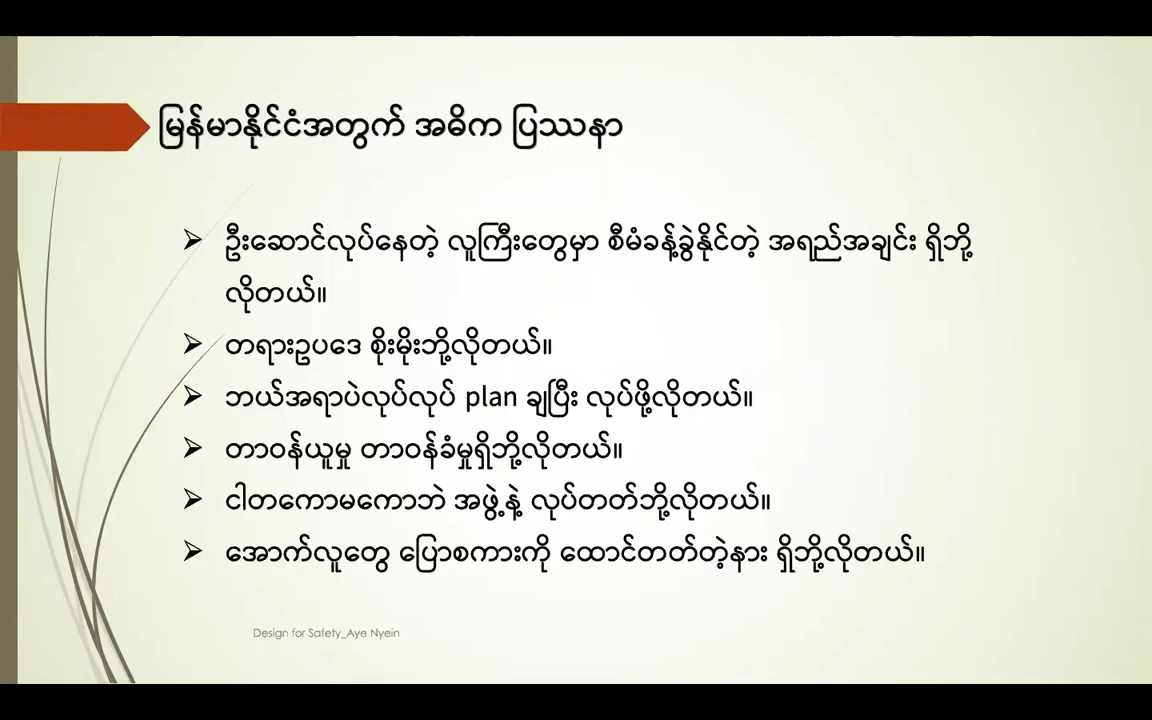 မြန်မာနိုင်ငံအတွက် အဓိက ပြဿနာ
ဦးဆောင်လုပ်နေတဲ့ လူကြီးတွေမှာ စီမံခန့်ခွဲနိုင်တဲ့ အရည်အချင်း ရှိဘို့
လိုတယ်။
တရားဥပဒေ စိုးမိုးဘို့လိုတယ်။
ဘယ်အရာပဲလုပ်လုပ် plan ချပြီး လုပ်ဖို့လိုတယ်။
တာဝန်ယူမှု တာဝန်ခံမှုရှိဘို့လိုတယ်။
ငါတကောမကောဘဲ အဖွဲ့နဲ့ လုပ်တတ်ဘို့လိုတယ်။
အောက်လူတွေ ပြောစကားကို ထောင်တတ်တဲ့နား ရှိဘို့လိုတယ်။
Design for Safety_Aye Nyein